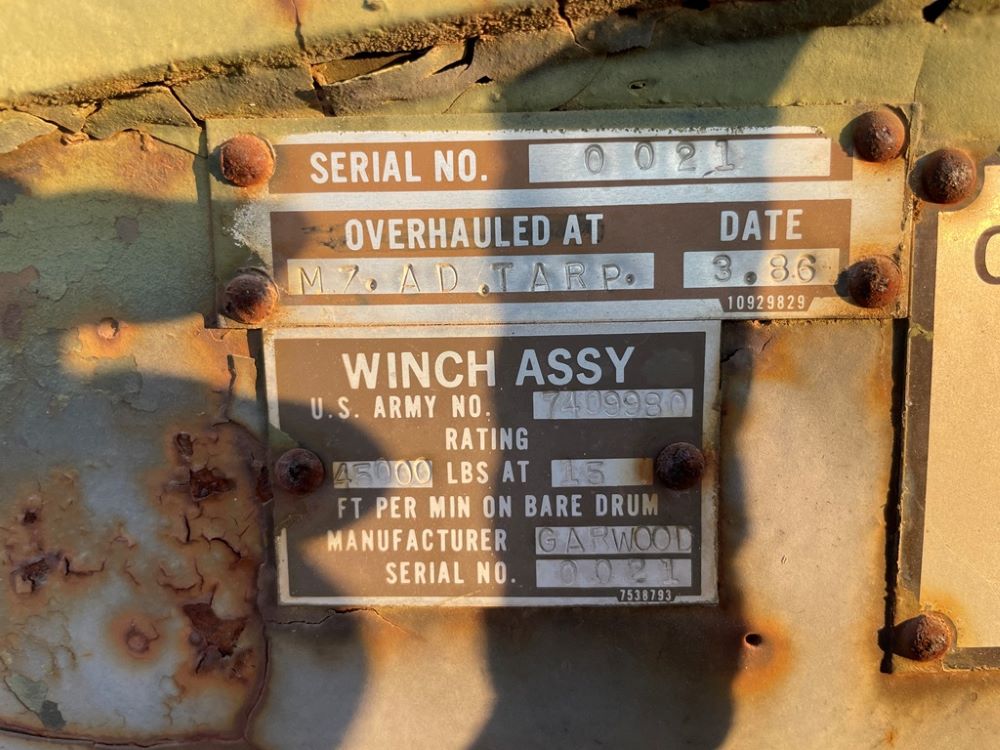 SERIAL NO. 0021
OVERHAULED AT DATE
M.Z. AD. TARP. 3.86
10929829
WINCH ASSY
U.S. ARMY NO. 7409980
RATING
45000 LBS AT 15
FT PER MIN ON BARE DRUM
MANUFACTURER GARWOOD
SERIAL NO. 0021
7538793